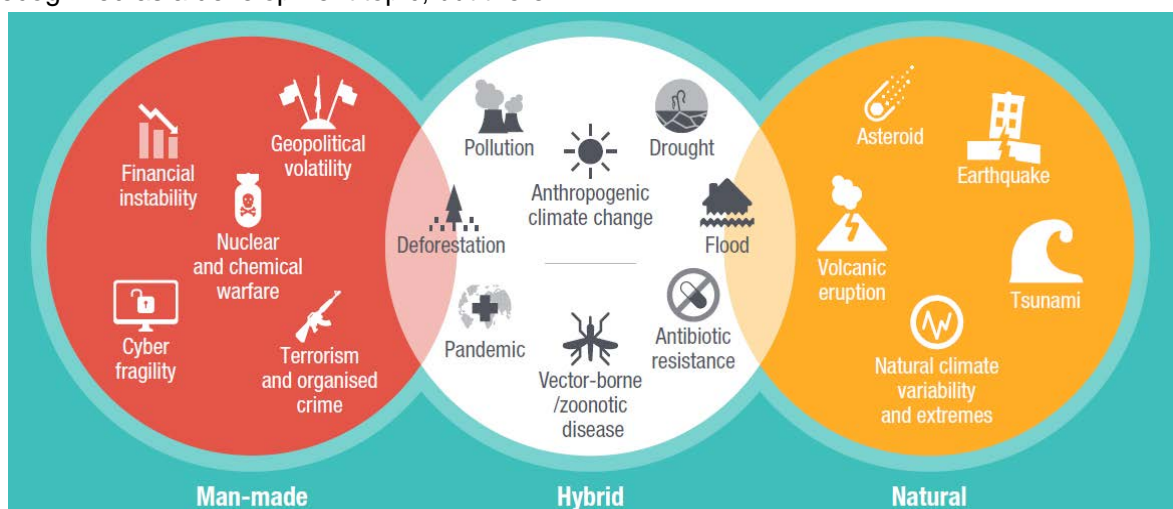 Financial
instability
Geopolitical
volatility
Nuclear
and chemical
warfare
Cyber
fragility
Terrorism
and organised
crime
Man-made
Pollution
Drought
Anthropogenic
climate change
Deforestation
Flood
Pandemic
Vector-borne
/zoonotic
disease
Antibiotic
resistance
Hybrid
Asteroid
Earthquake
Volcanic
eruption
Tsunami
Natural climate
variability
and extremes
Natural